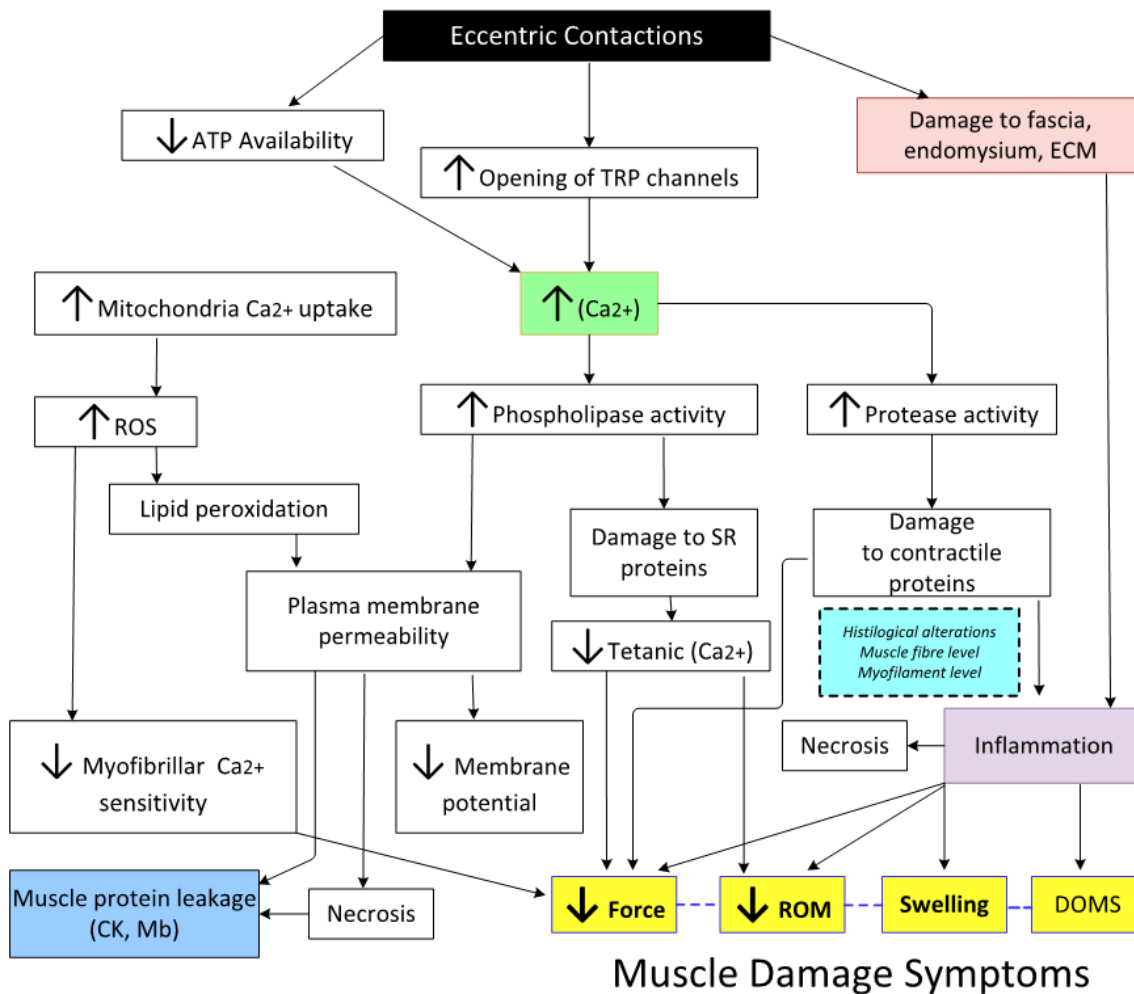 Eccentric Contactions
↓ ATP Availability
Damage to fascia,
endomysium, ECM
↑ Opening of TRP channels
↑ Mitochondria Ca2+ uptake
↑ (Ca2+)
↑ ROS
↑ Phospholipase activity
↑ Protease activity
Lipid peroxidation
Damage to SR
proteins
Damage
to contractile
proteins
Plasma membrane
permeability
↓ Tetanic (Ca2+)
Histilogical alterations
Muscle fibre level
Myofilament level
↓ Myofibrillar Ca2+
sensitivity
↓ Membrane
potential
Necrosis
Inflammation
Muscle protein leakage
(CK, Mb)
Necrosis
↓ Force
↓ ROM
Swelling
DOMS
Muscle Damage Symptoms